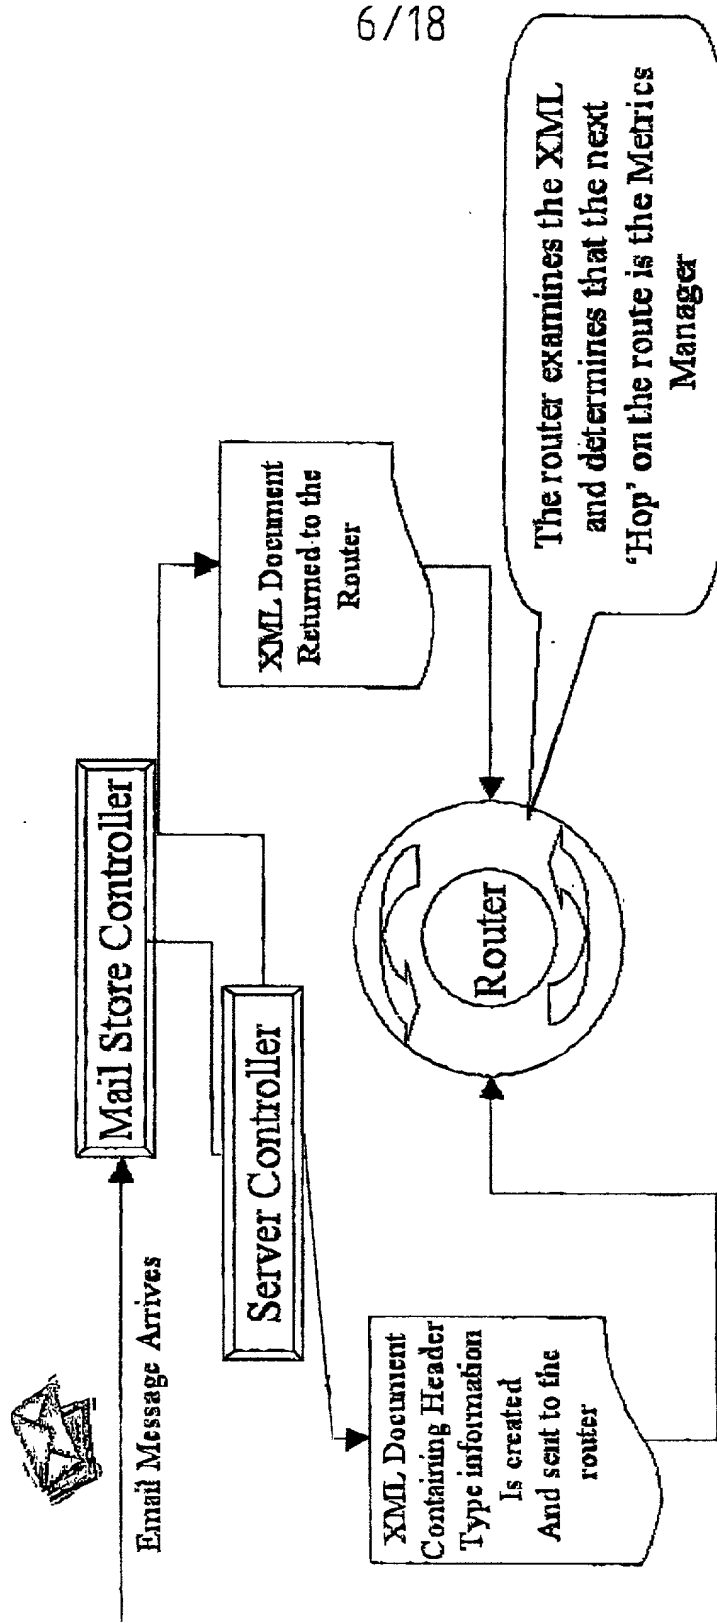 6/18
Email Message Arrives
Mail Store Controller
Server Controller
XML Document
Returned to the
Router
XML Document
Containing Header
Type information
Is created
And sent to the
router
Router
The router examines the XML
and determines that the next
‘Hop’ on the route is the Metrics
Manager